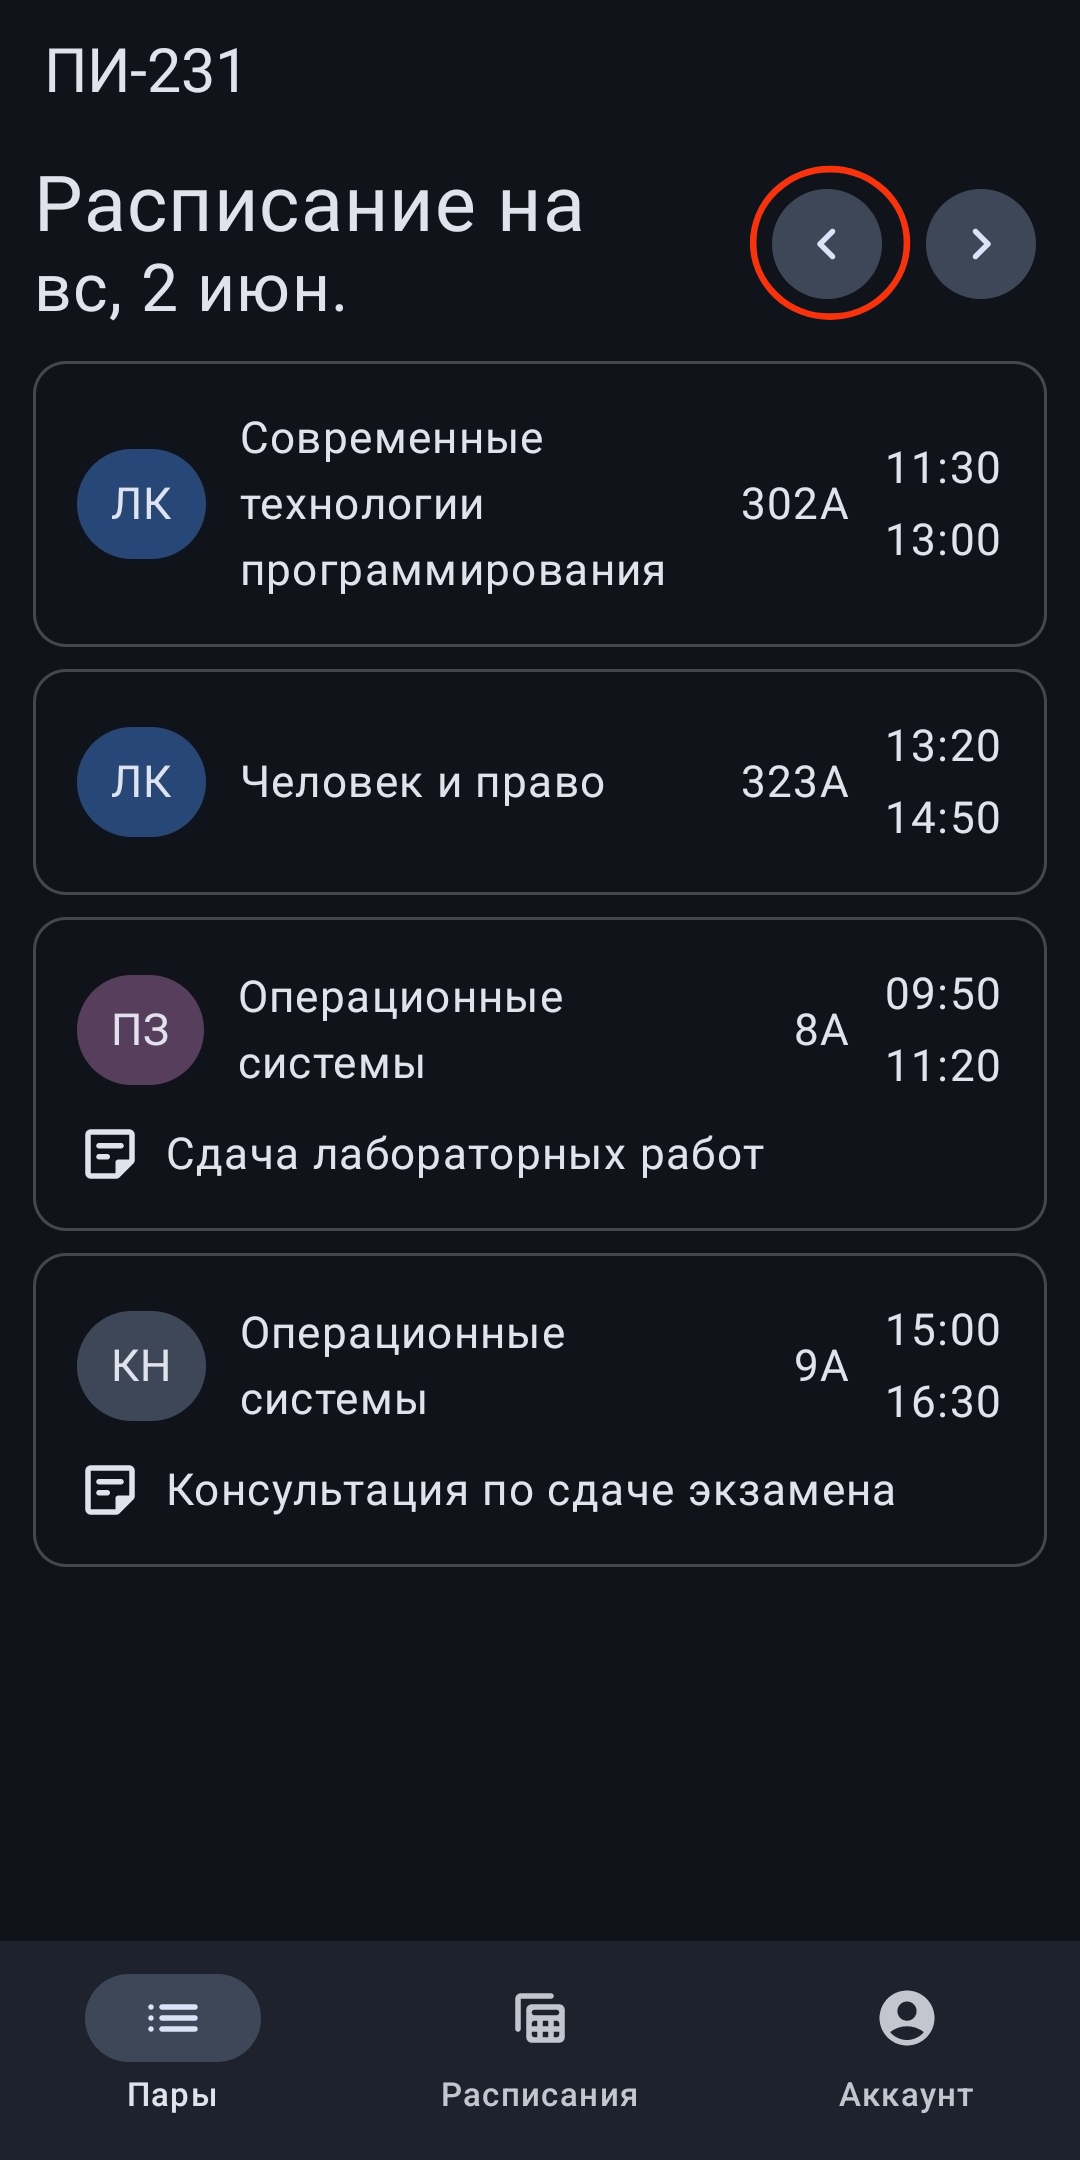 ПИ-231
Расписание на
вс, 2 июн.
ЛК
Современные
технологии
программирования
302А
11:30
13:00
ЛК
Человек и право
323А
13:20
14:50
ПЗ
Операционные
системы
8А
09:50
11:20
Сдача лабораторных работ
КН
Операционные
системы
9А
15:00
16:30
Консультация по сдаче экзамена
Пары
Расписания
Аккаунт